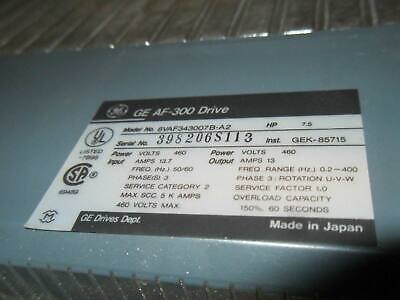 GE AF-300 Drive
Model No. 6VAF343007B-A2 HP 7.5
Serial No. 398206S113 Inst. GEK-85715
UL
LISTED
Power VOLTS 460 Power VOLTS 460
Input AMPS 13.7 Output AMPS 13
FREQ. (HZ) 50/60 FREQ RANGE (Hz.) 0.2-400
PHASE(S) 3 PHASE 3: ROTATION U-V-W
SERVICE CATEGORY 2 SERVICE FACTOR 1.0
MAX. SCC. 5 K AMPS OVERLOAD CAPACITY
460 VOLTS MAX. 150%, 60 SECONDS
GE Drives Dept. Made in Japan